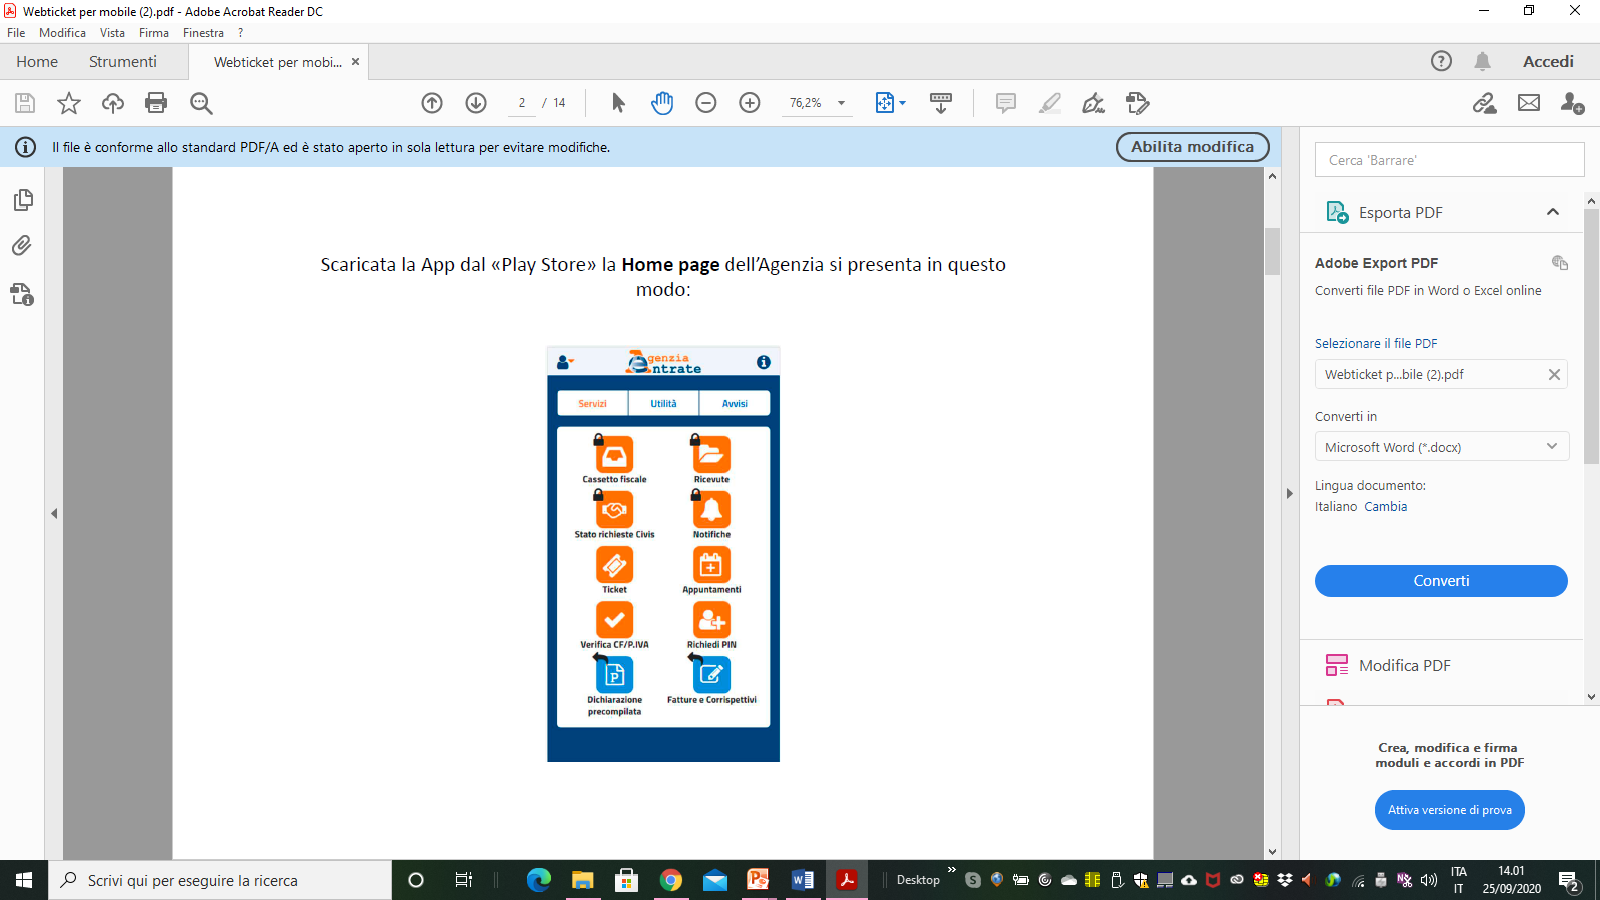 Webticket per mobile (2).pdf - Adobe Acrobat Reader DC
File Modifica Vista Firma Finestra ?
Home Strumenti Webticket per mobi... Accedi
2 / 14 76,2%
Il file è conforme allo standard PDF/A ed è stato aperto in sola lettura per evitare modifiche. Abilita modifica
Scaricata la App dal «Play Store» la Home page dell'Agenzia si presenta in questo
modo:
genzia
ntrate
Servizi Utilità Avvisi
Cassetto fiscale Ricevute
Stato richieste Civis Notifiche
Ticket Appuntamenti
Verifica CF/P.IVA Richiedi PIN
Dichiarazione Fatture e Corrispettivi
precompilata
Cerca 'Barrare'
Esporta PDF
Adobe Export PDF
Converti file PDF in Word o Excel online
Selezionare il file PDF
Webticket p...bile (2).pdf
Converti in
Microsoft Word (*.docx)
Lingua documento:
Italiano Cambia
Converti
Modifica PDF
Crea, modifica e firma
moduli e accordi in PDF
Attiva versione di prova
Scrivi qui per eseguire la ricerca
Desktop
ITA
IT
14.01
25/09/2020
2